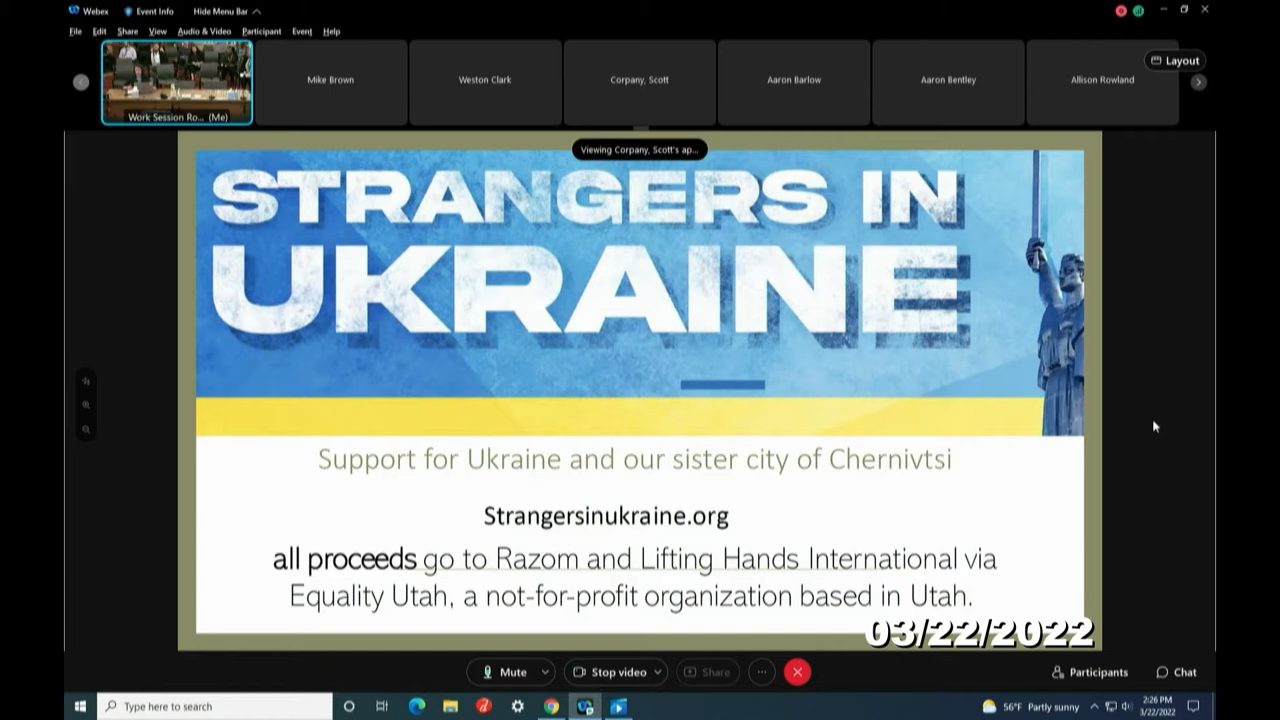 Webex
Event Info
Hide Menu Bar
File Edit Share View Audio & Video Participant Event Help
Work Session Ro... (Me)
Mike Brown
Weston Clark
Corpany, Scott
Aaron Barlow
Aaron Bentley
Allison Rowland
Layout
Viewing Corpany, Scott's ap...
STRANGERS IN
UKRAINE
Support for Ukraine and our sister city of Chernivtsi
Strangersinukraine.org
all proceeds go to Razom and Lifting Hands International via
Equality Utah, a not-for-profit organization based in Utah.
03/22/2022
Mute
Stop video
Share
Participants
Chat
Type here to search
56°F Partly sunny
2:26 PM
3/22/2022